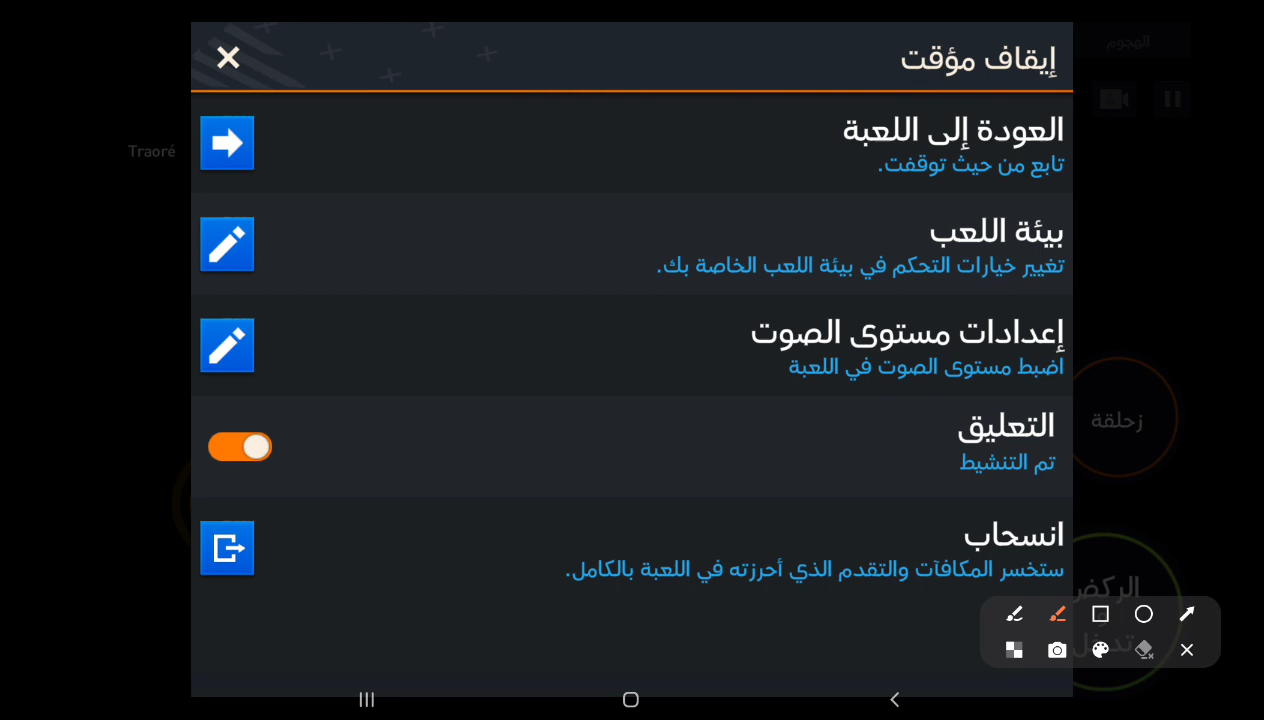 الهجوم
إيقاف مؤقت
العودة إلى اللعبة
تابع من حيث توقفت.
Traoré
بيئة اللعب
تغيير خيارات التحكم في بيئة اللعب الخاصة بك.
إعدادات مستوى الصوت
اضبط مستوى الصوت في اللعبة
زحلقة
التعليق
تم التنشيط
انسحاب
ستخسر المكافآت والتقدم الذي أحرزته في اللعبة بالكامل.
الركض